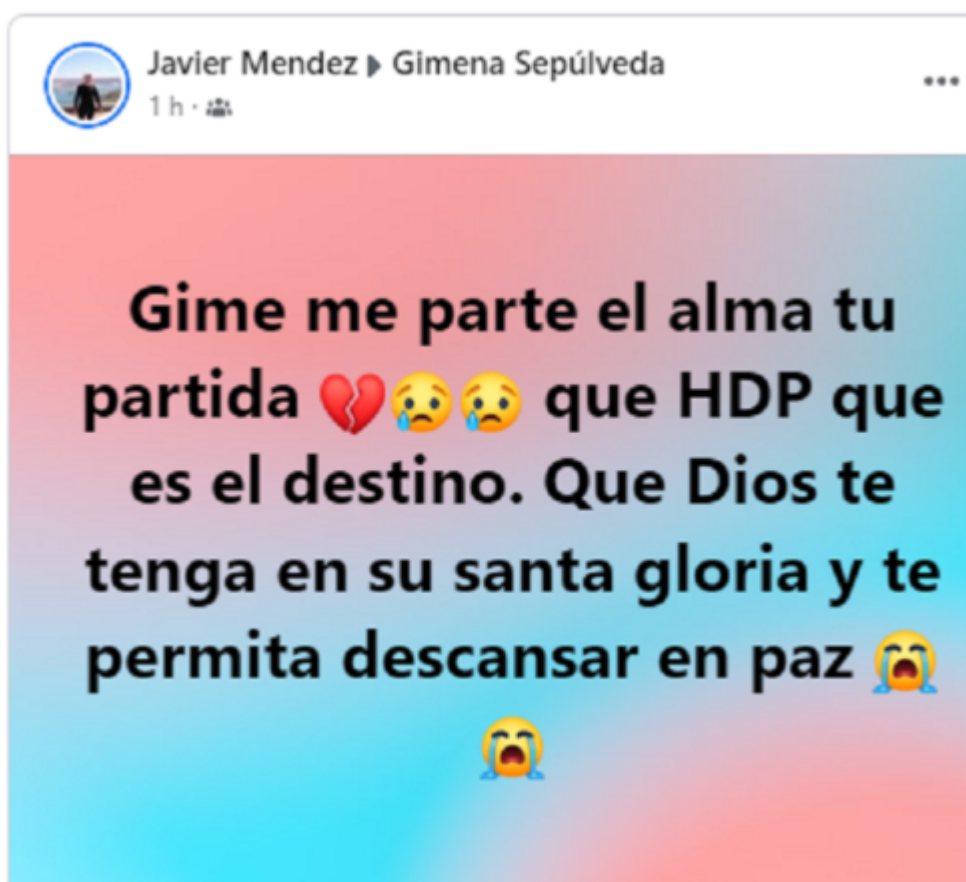 Javier Mendez ▸ Gimena Sepúlveda
1 h ·
Gime me parte el alma tu
partida 💔😢😢 que HDP que
es el destino. Que Dios te
tenga en su santa gloria y te
permita descansar en paz 😭
😭